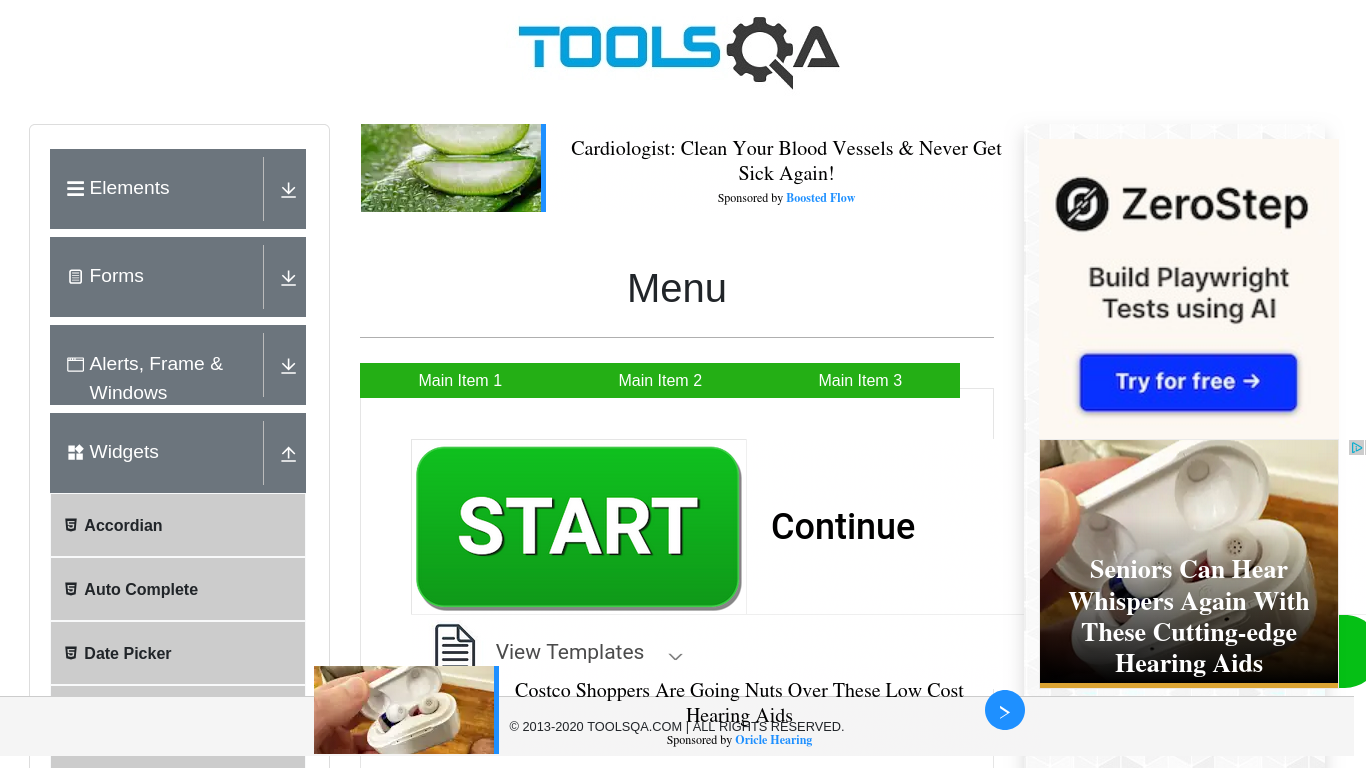 TOOLSQA
Elements
Forms
Alerts, Frame &
Windows
Widgets
Accordian
Auto Complete
Date Picker
Cardiologist: Clean Your Blood Vessels & Never Get
Sick Again!
Sponsored by Boosted Flow
Menu
Main Item 1
Main Item 2
Main Item 3
START
Continue
View Templates
ZeroStep
Build Playwright
Tests using AI
Try for free →
Seniors Can Hear
Whispers Again With
These Cutting-edge
Hearing Aids
Costco Shoppers Are Going Nuts Over These Low Cost
Hearing Aids
© 2013-2020 TOOLSQA.COM | ALL RIGHTS RESERVED.
Sponsored by Oricle Hearing